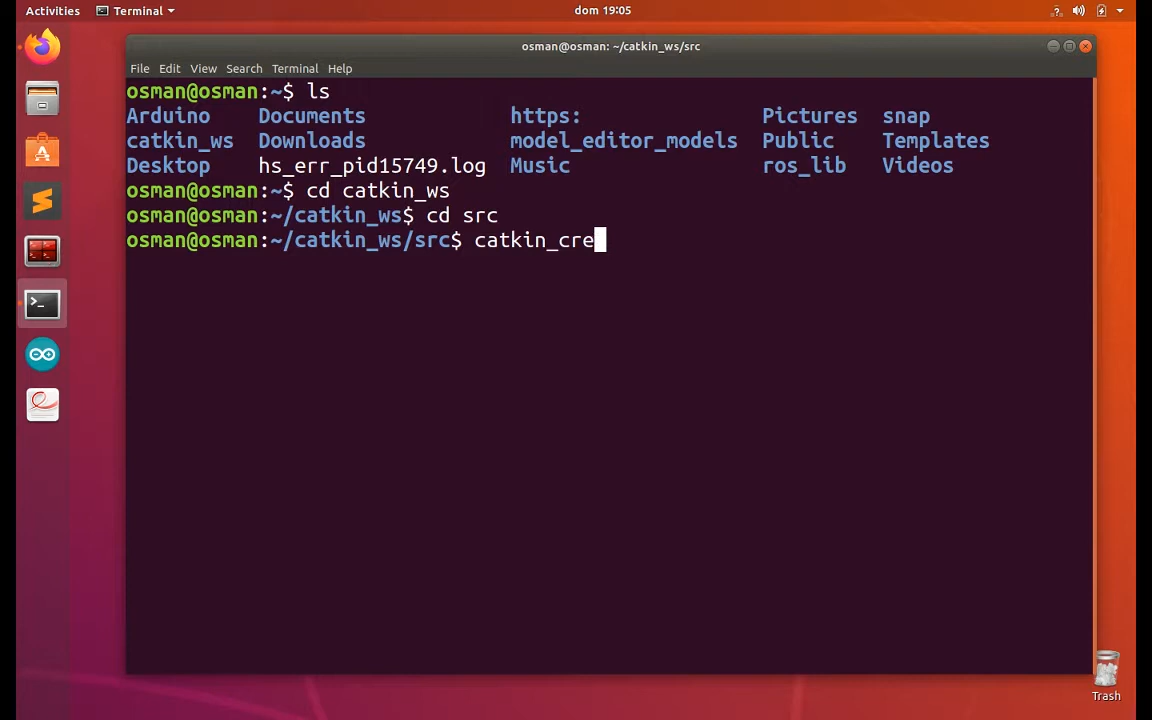 Activities Terminal dom 19:05
osman@osman: ~/catkin_ws/src
File Edit View Search Terminal Help
osman@osman:~$ ls
Arduino Documents https: Pictures snap
catkin_ws Downloads model_editor_models Public Templates
Desktop hs_err_pid15749.log Music ros_lib Videos
osman@osman:~$ cd catkin_ws
osman@osman:~/catkin_ws$ cd src
osman@osman:~/catkin_ws/src$ catkin_cre
Trash